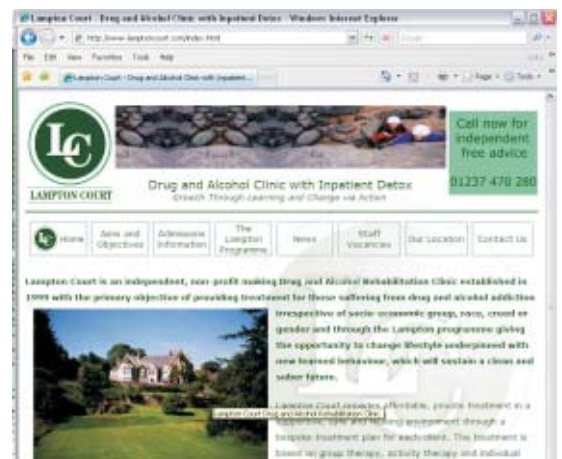 Lampton Court - Drug and Alcohol Clinic with Inpatient Detox - Windows Internet Explorer
File Edit View Favorites Tools Help
Lampton Court - Drug and Alcohol Clinic with Inpatient ...
Page Tools
LC
LAMPTON COURT
Drug and Alcohol Clinic with Inpatient Detox
Growth Through Learning and Change via Action
Call now for
independent
free advice
01237 470 280
Home
Aims and
Objectives
Admissions
Information
The
Lampton
Programme
News
Staff
Vacancies
Our Location
Contact Us
Lampton Court is an independent, non-profit making Drug and Alcohol Rehabilitation Clinic established in
1999 with the primary objective of providing treatment for those suffering from drug and alcohol addiction
irrespective of socio-economic group, race, creed or
gender and through the Lampton programme giving
the opportunity to change lifestyle underpinned with
new learned behaviour, which will sustain a clean and
sober future.
Lampton Court Drug and Alcohol Rehabilitation Clinic
Lampton Court provides affordable, private treatment in a
supportive, safe and healing environment through a
bespoke treatment plan for each client. The treatment is
based on group therapy, activity therapy and individual